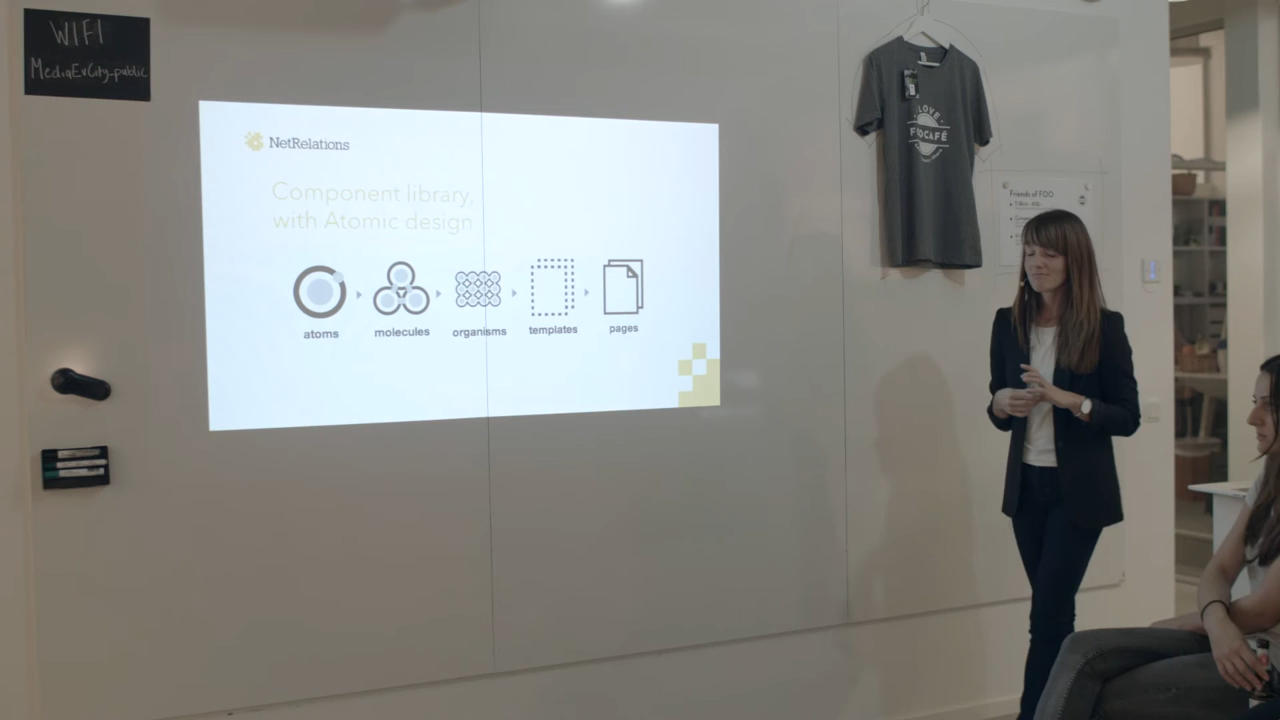 WIFI
MediaEvCity_public
NetRelations
Component library,
with Atomic design
atoms
molecules
organisms
templates
pages
LOVE
FOOCAFÉ
Friends of FOO